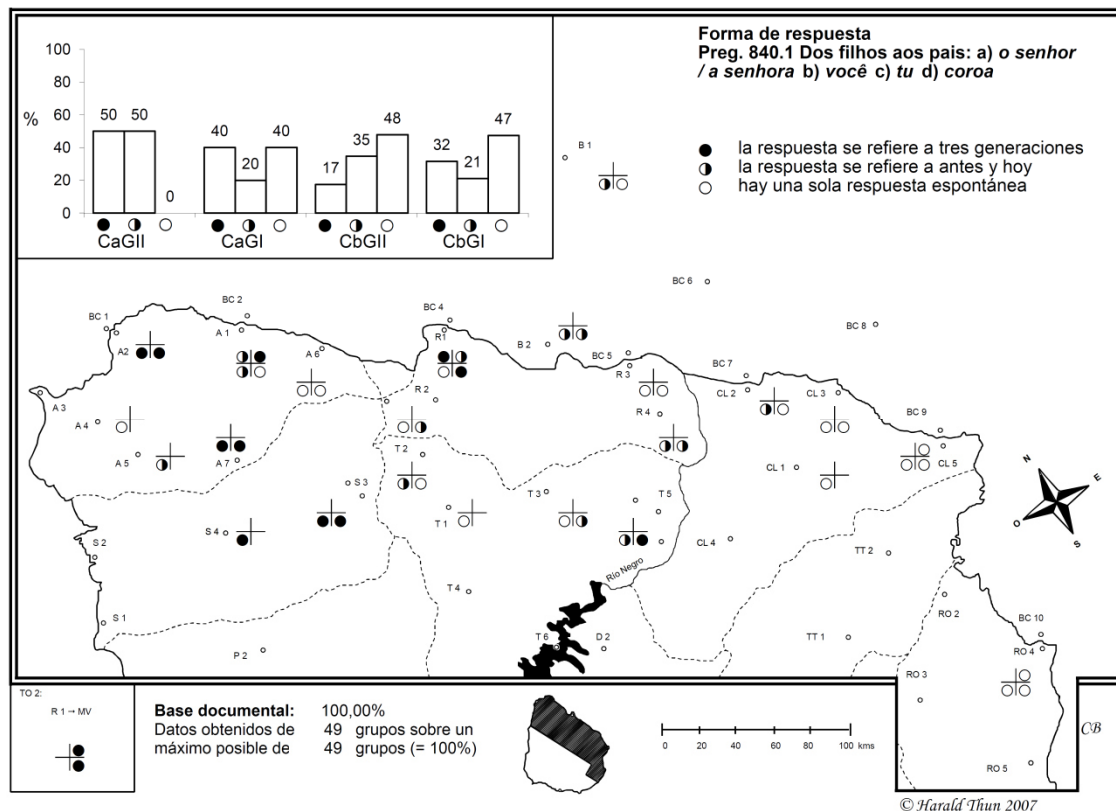 Forma de respuesta
Preg. 840.1 Dos filhos aos pais: a) o senhor
/ a senhora b) você c) tu d) coroa
la respuesta se refiere a tres generaciones
la respuesta se refiere a antes y hoy
hay una sola respuesta espontánea
100
80
60
%
40
20
0
50 50 0
40 20 40
17 35 48
32 21 47
CaGII CaGI CbGII CbGI
B 1
BC 6
BC 1
BC 2
BC 4
BC 8
A2
A 1
A 6
R1
B 2
BC 5
R 3
BC 7
CL 2
CL 3
A 3
A 4
R 2
R 4
BC 9
A 5
A 7
T 2
CL 1
CL 5
S 3
T 3
T 5
T 1
S 4
CL 4
S 2
TT 2
N
E
O
S
Rio Negro
T 4
RO 2
S 1
P 2
T 6
D 2
TT 1
BC 10
RO 4
RO 3
RO 5
TO 2:
R 1 → MV
Base documental: 100,00%
Datos obtenidos de 49 grupos sobre un
máximo posible de 49 grupos (= 100%)
0 20 40 60 80 100 kms
CB
© Harald Thun 2007